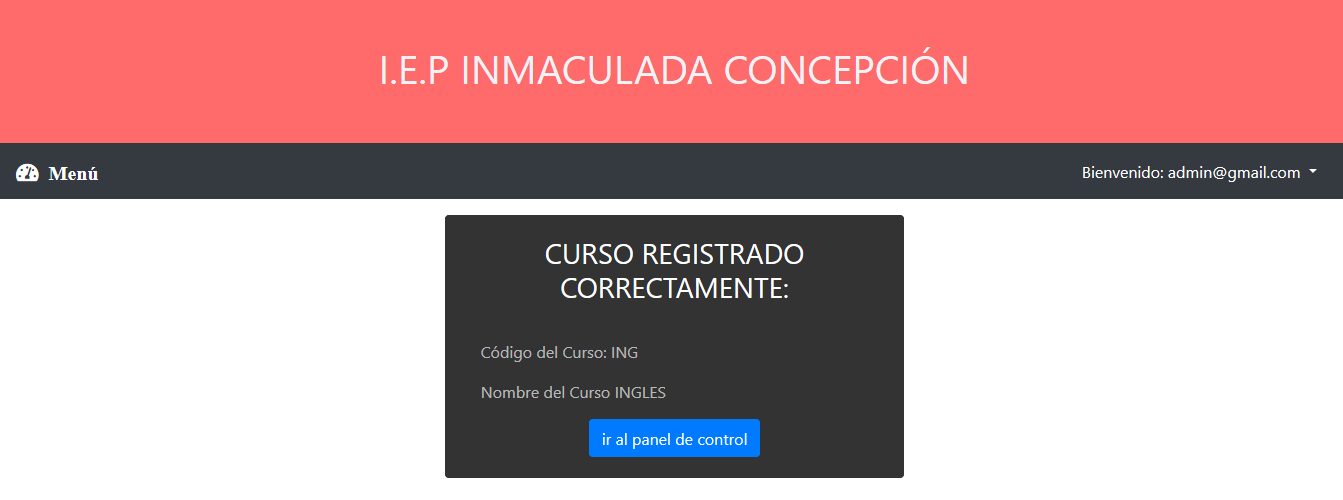 I.E.P INMACULADA CONCEPCIÓN
Menú
Bienvenido: admin@gmail.com
CURSO REGISTRADO
CORRECTAMENTE:
Código del Curso: ING
Nombre del Curso INGLES
ir al panel de control